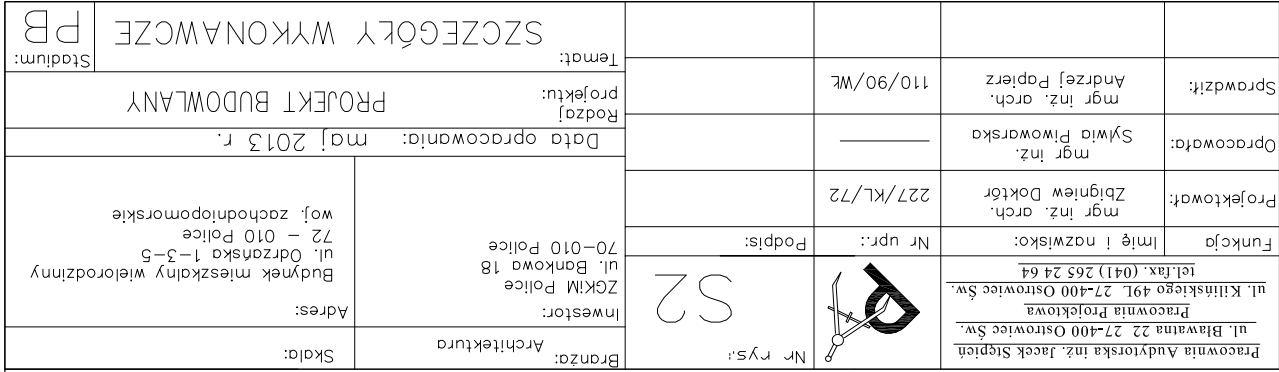 Pracownia Audytorska inż. Jacek Stępień
ul. Bławatna 22 27-400 Ostrowiec Św.
Pracownia Projektowa
ul. Kilińskiego 49L 27-400 Ostrowiec Św.
tel.fax. (041) 265 24 64
Nr rys.:
S2
Branża:
Architektura
Skala:
Inwestor:
ZGKiM Police
ul. Bankowa 18
70-010 Police
Adres:
Budynek mieszkalny wielorodzinny
ul. Odrzańska 1-3-5
72 - 010 Police
woj. zachodniopomorskie
Funkcja
Imię i nazwisko:
Nr upr.:
Podpis:
Projektował:
mgr inż. arch.
Zbigniew Doktór
227/KL/72
Opracowała:
mgr inż.
Sylwia Piwowarska
Sprawdził:
mgr inż. arch.
Andrzej Papierz
110/90/WŁ
Data opracowania: maj 2013 r.
Rodzaj
projektu:
PROJEKT BUDOWLANY
Temat:
SZCZEGÓŁY WYKONAWCZE
Stadium:
PB